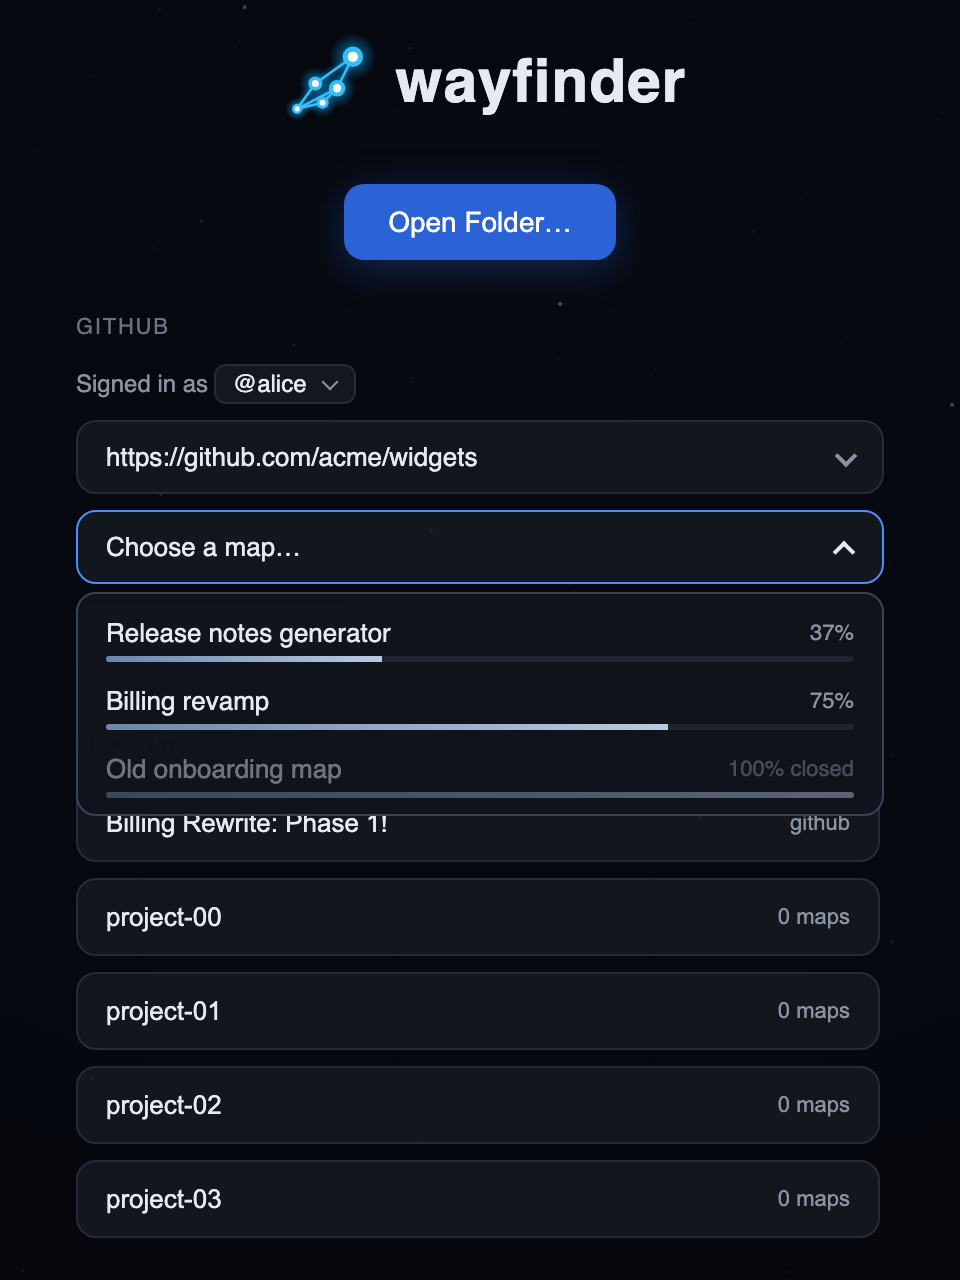 wayfinder
Open Folder…
GITHUB
Signed in as @alice
https://github.com/acme/widgets
Choose a map…
Release notes generator 37%
Billing revamp 75%
RECENT
Old onboarding map 100% closed
Billing Rewrite: Phase 1! github
project-00 0 maps
project-01 0 maps
project-02 0 maps
project-03 0 maps